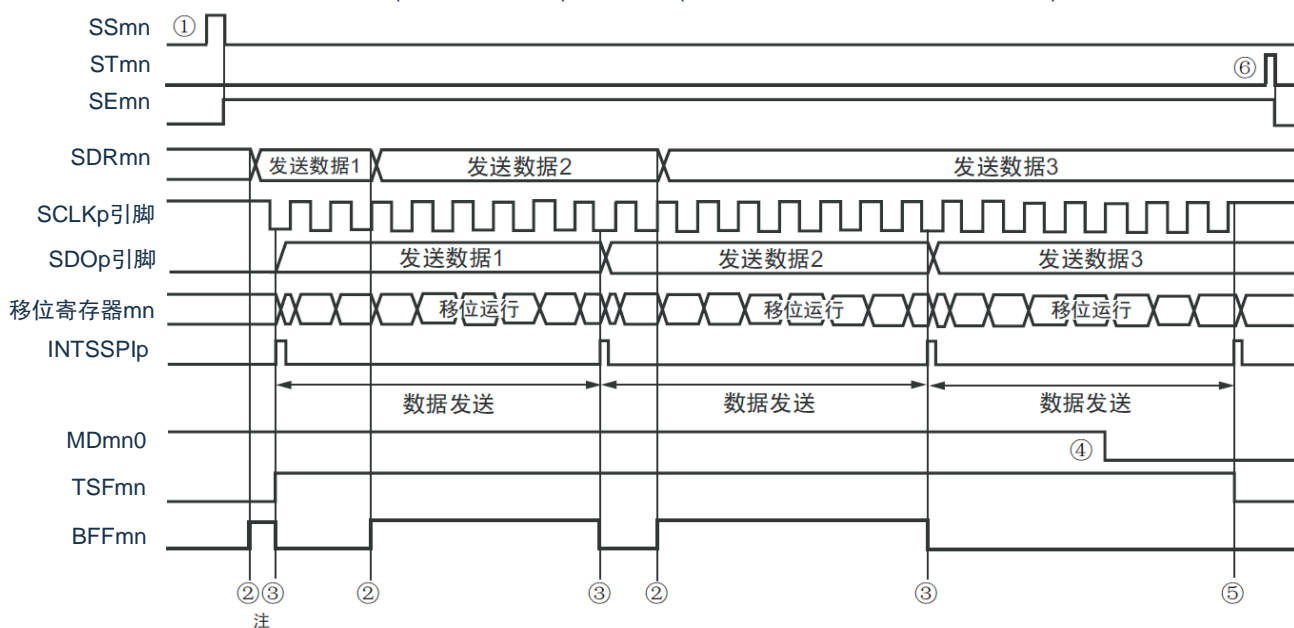 SSmn ①
STmn ⑥
SEmn
SDRmn 发送数据1 发送数据2 发送数据3
SCLKp引脚
SDOp引脚 发送数据1 发送数据2 发送数据3
移位寄存器mn 移位运行 移位运行 移位运行
INTSSPIp
数据发送 数据发送 数据发送
MDmn0 ④
TSFmn
BFFmn
② ③ ② ③ ② ③ ⑤
注